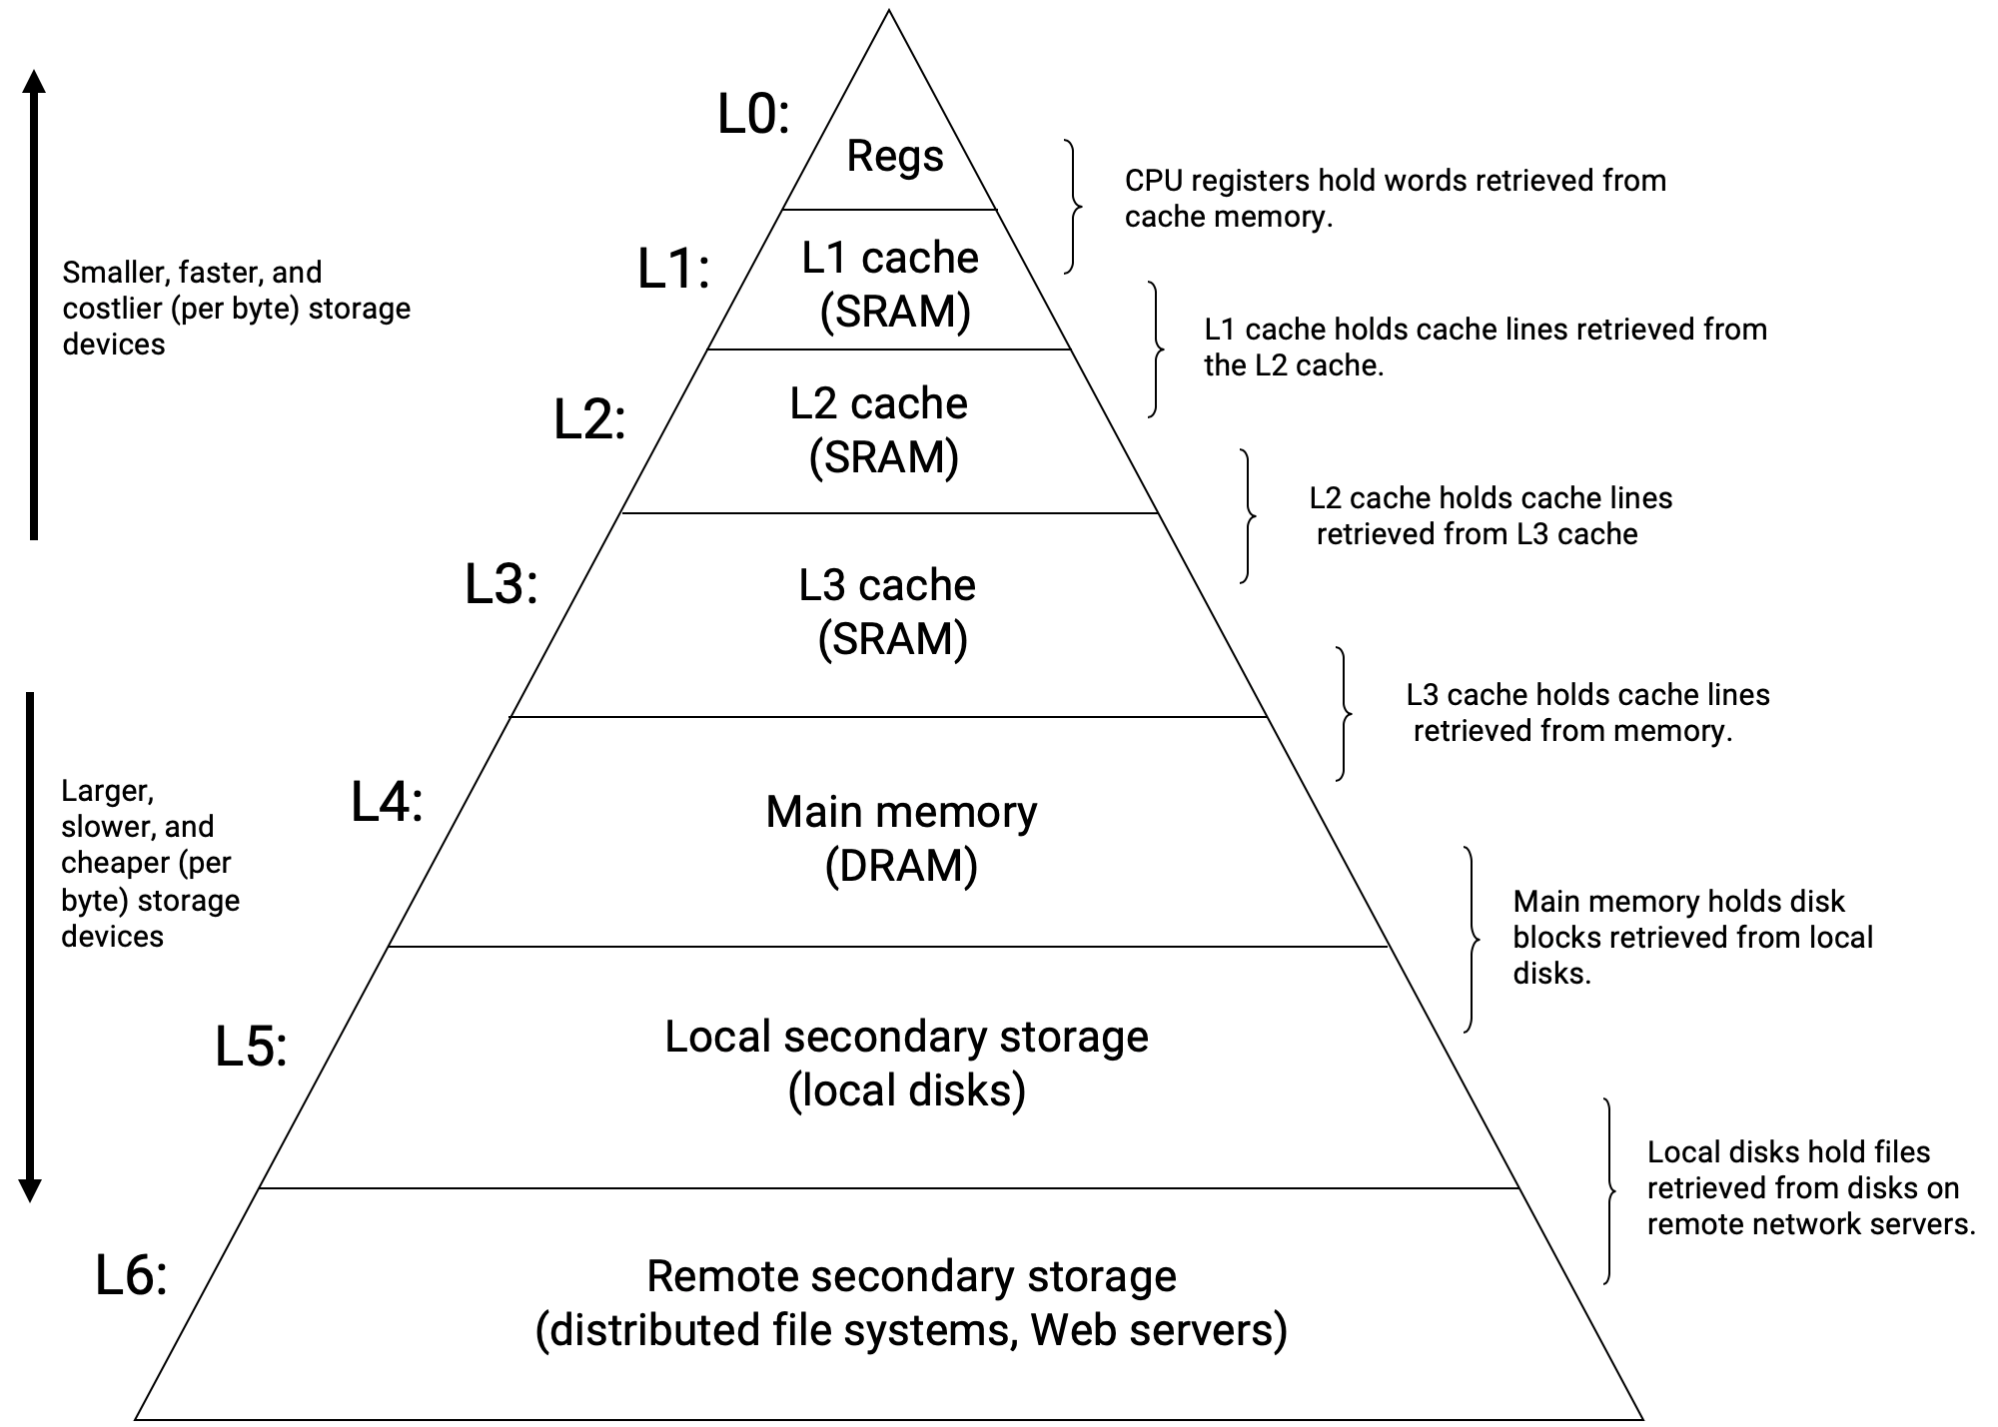 L0:
Regs
CPU registers hold words retrieved from
cache memory.
L1:
L1 cache
(SRAM)
Smaller, faster, and
costlier (per byte) storage
devices
L1 cache holds cache lines retrieved from
the L2 cache.
L2:
L2 cache
(SRAM)
L2 cache holds cache lines
retrieved from L3 cache
L3:
L3 cache
(SRAM)
L3 cache holds cache lines
retrieved from memory.
Larger,
slower, and
cheaper (per
byte) storage
devices
L4:
Main memory
(DRAM)
Main memory holds disk
blocks retrieved from local
disks.
L5:
Local secondary storage
(local disks)
Local disks hold files
retrieved from disks on
remote network servers.
L6:
Remote secondary storage
(distributed file systems, Web servers)